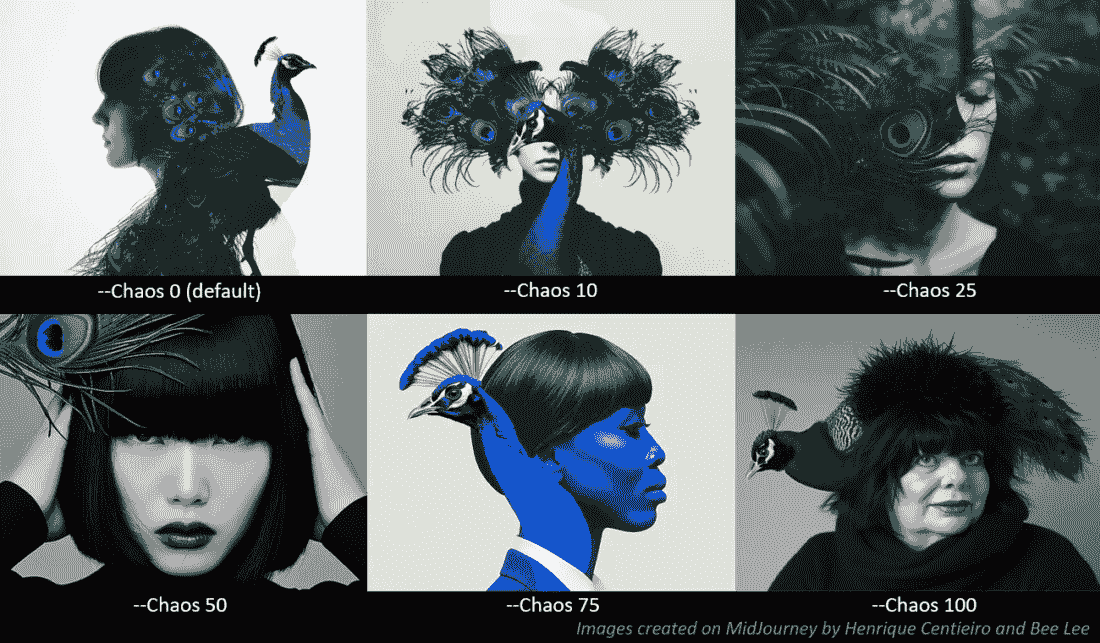 --Chaos 0 (default)
--Chaos 10
--Chaos 25
--Chaos 50
--Chaos 75
--Chaos 100
Images created on MidJourney by Henrique Centieiro and Bee Lee